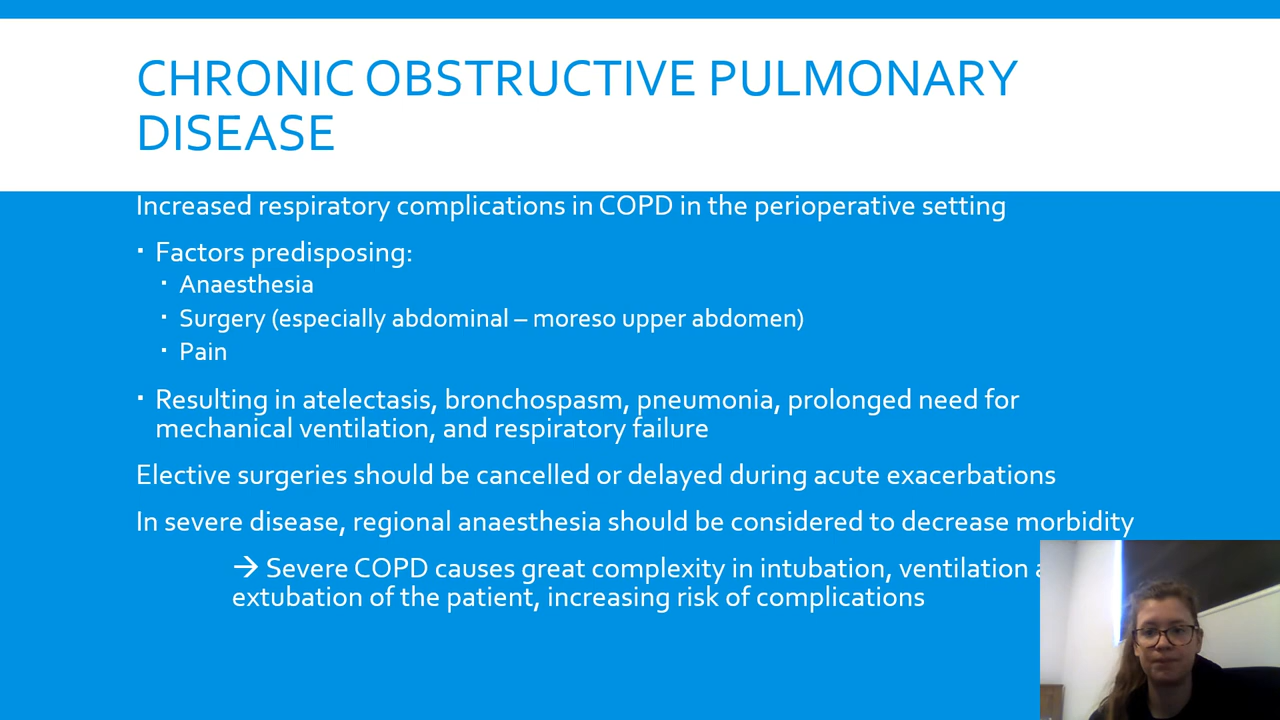 CHRONIC OBSTRUCTIVE PULMONARY
DISEASE
Increased respiratory complications in COPD in the perioperative setting
▪ Factors predisposing:
▪ Anaesthesia
▪ Surgery (especially abdominal – moreso upper abdomen)
▪ Pain
▪ Resulting in atelectasis, bronchospasm, pneumonia, prolonged need for
mechanical ventilation, and respiratory failure
Elective surgeries should be cancelled or delayed during acute exacerbations
In severe disease, regional anaesthesia should be considered to decrease morbidity
→ Severe COPD causes great complexity in intubation, ventilation
extubation of the patient, increasing risk of complications